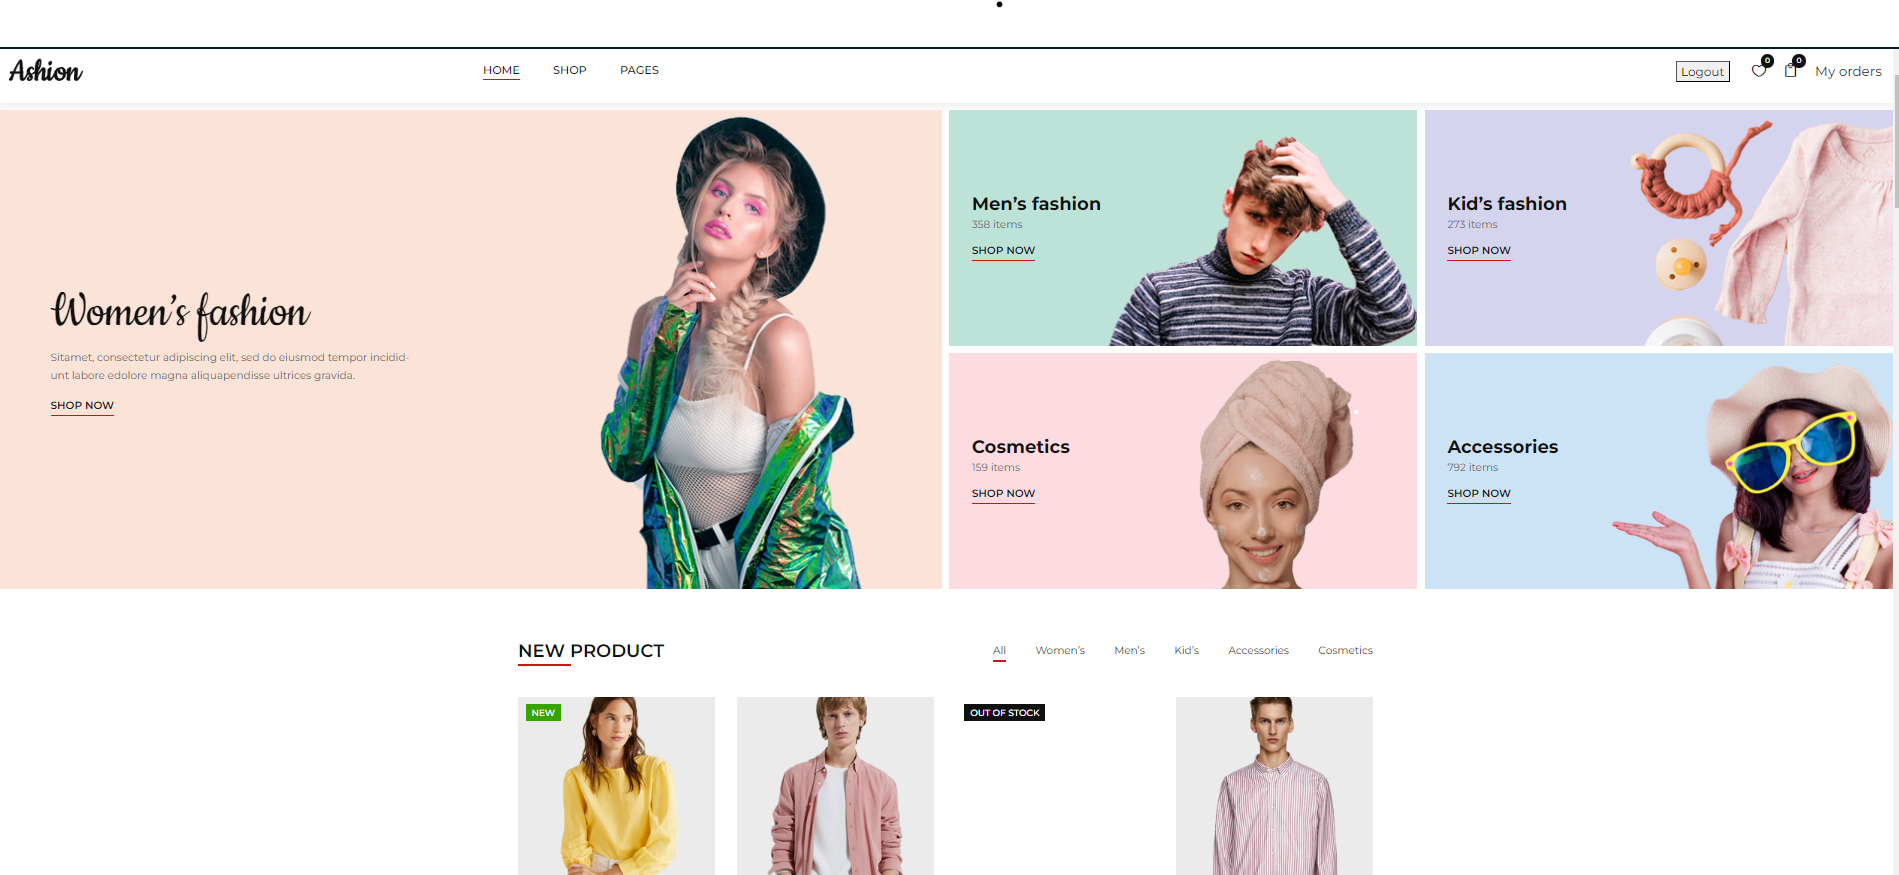 Ashion
HOME
SHOP
PAGES
Logout
0
0
My orders
Women's fashion
Sitamet, consectetur adipiscing elit, sed do eiusmod tempor incidid-
unt labore edolore magna aliquapendisse ultrices gravida.
SHOP NOW
Men's fashion
358 items
SHOP NOW
Kid's fashion
273 items
SHOP NOW
Cosmetics
159 items
SHOP NOW
Accessories
792 items
SHOP NOW
NEW PRODUCT
All
Women's
Men's
Kid's
Accessories
Cosmetics
NEW
OUT OF STOCK